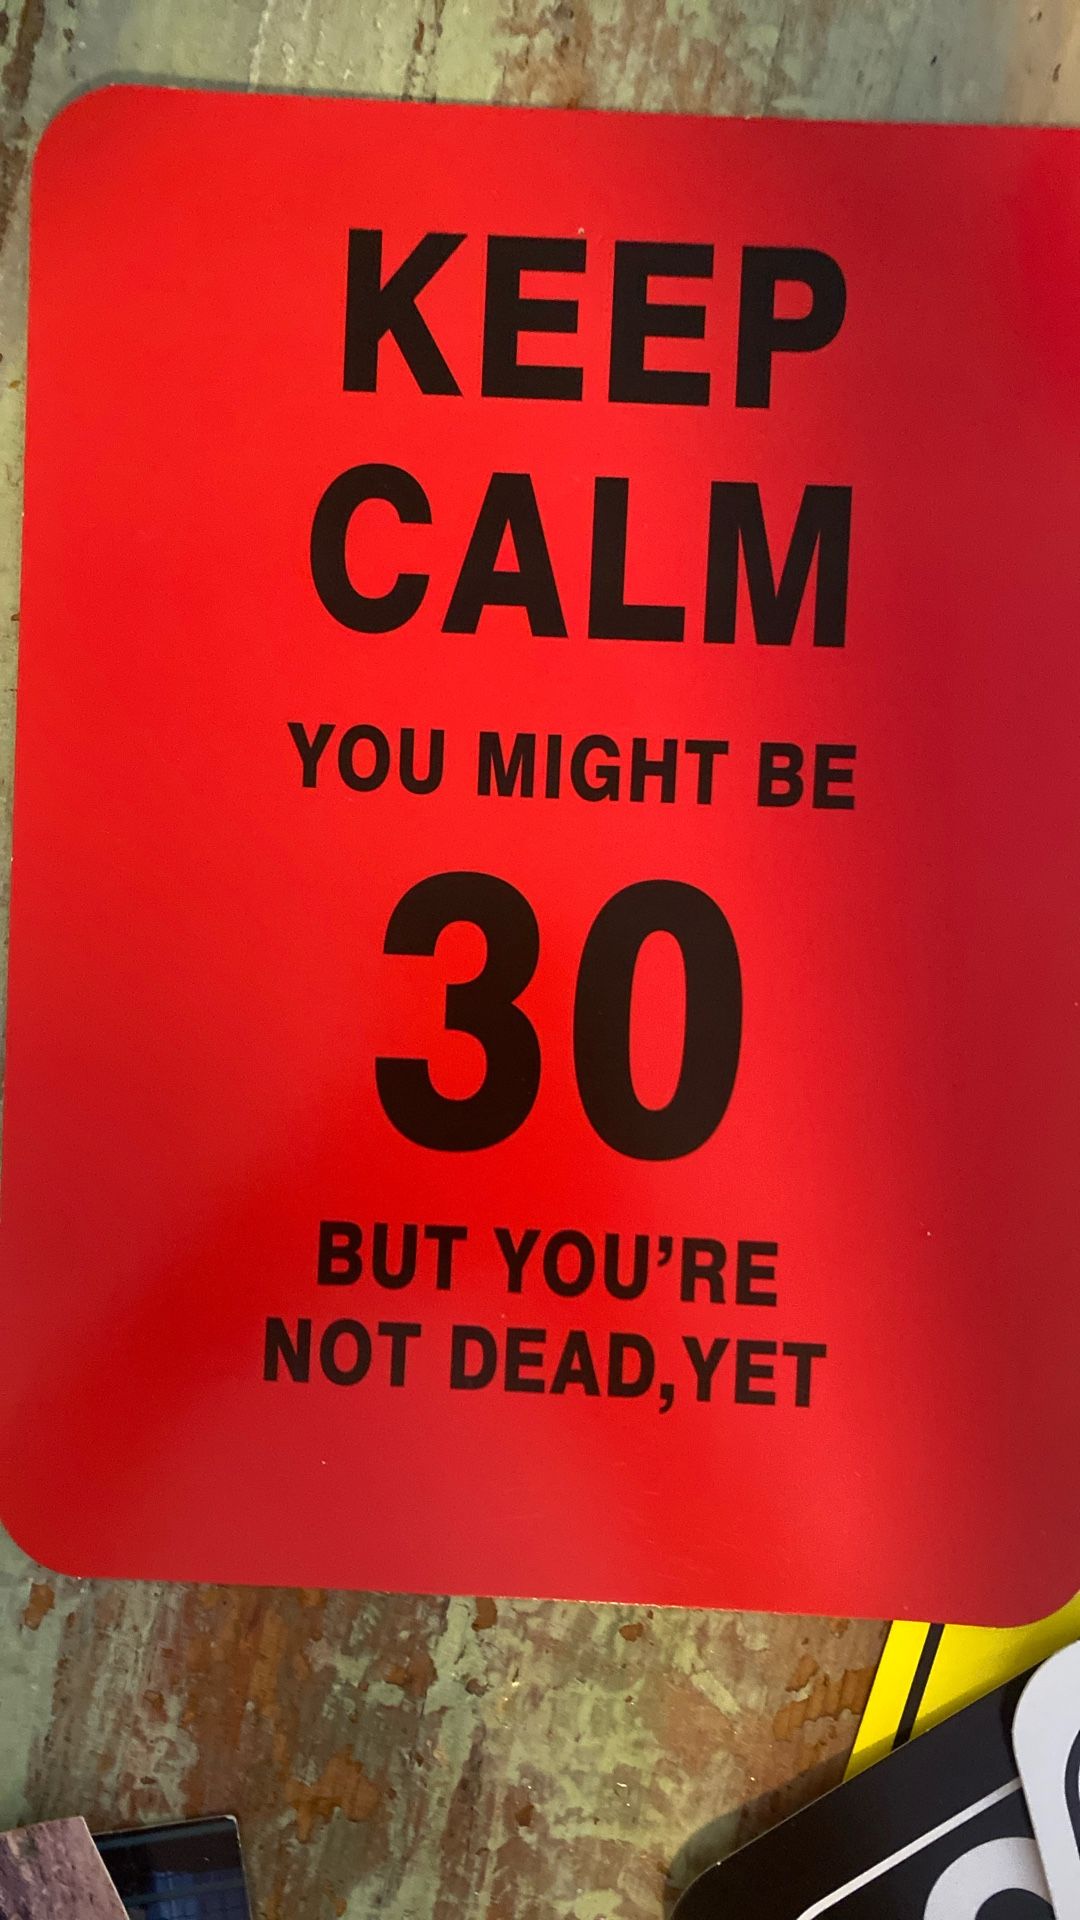 KEEP
CALM
YOU MIGHT BE
30
BUT YOU’RE
NOT DEAD,YET